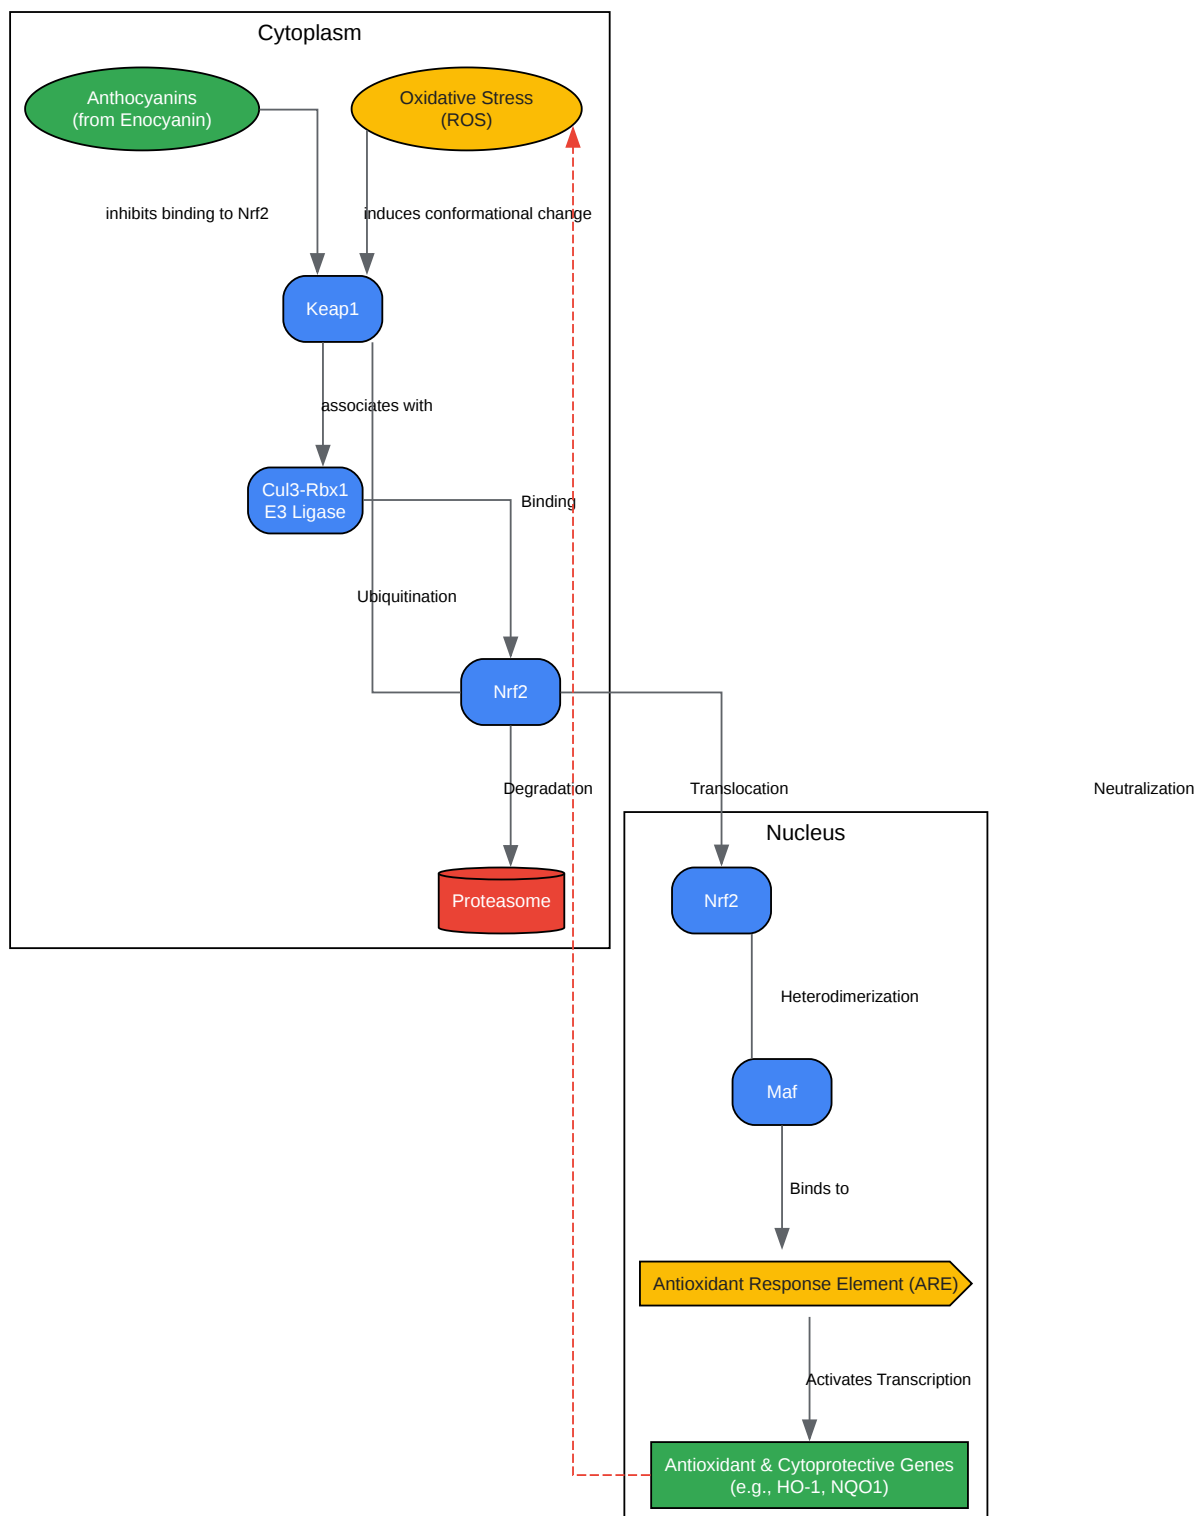 Cytoplasm
Anthocyanins
(from Enocyanin)
Oxidative Stress
(ROS)
inhibits binding to Nrf2
induces conformational change
Keap1
associates with
Cul3-Rbx1
E3 Ligase
Binding
Ubiquitination
Nrf2
Degradation
Translocation
Neutralization
Nucleus
Proteasome
Nrf2
Heterodimerization
Maf
Binds to
Antioxidant Response Element (ARE)
Activates Transcription
Antioxidant & Cytoprotective Genes
(e.g., HO-1, NQO1)